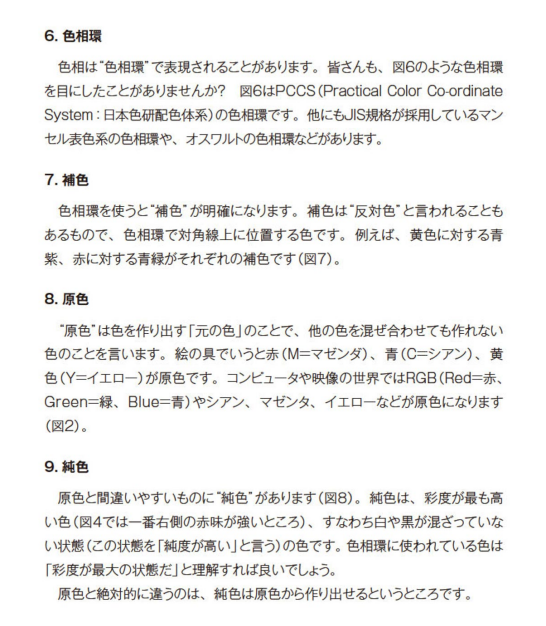 6. 色相環
色相は“色相環”で表現されることがあります。皆さんも、図6のような色相環
を目にしたことがありませんか？　図6はPCCS（Practical Color Co-ordinate
System：日本色研配色体系）の色相環です。他にもJIS規格が採用しているマン
セル表色系の色相環や、オスワルトの色相環などがあります。
7. 補色
色相環を使うと“補色”が明確になります。補色は“反対色”と言われることも
あるもので、色相環で対角線上に位置する色です。例えば、黄色に対する青
紫、赤に対する青緑がそれぞれの補色です（図7）。
8. 原色
“原色”は色を作り出す「元の色」のことで、他の色を混ぜ合わせても作れない
色のことを言います。絵の具でいうと赤（M=マゼンダ）、青（C=シアン）、黄
色（Y=イエロー）が原色です。コンピュータや映像の世界ではRGB（Red=赤、
Green=緑、Blue=青）やシアン、マゼンタ、イエローなどが原色になります
（図2）。
9. 純色
原色と間違いやすいものに“純色”があります（図8）。純色は、彩度が最も高
い色（図4では一番右側の赤味が強いところ）、すなわち白や黒が混ざっていな
い状態（この状態を「純度が高い」と言う）の色です。色相環に使われている色は
「彩度が最大の状態だ」と理解すれば良いでしょう。
原色と絶対的に違うのは、純色は原色から作り出せるというところです。